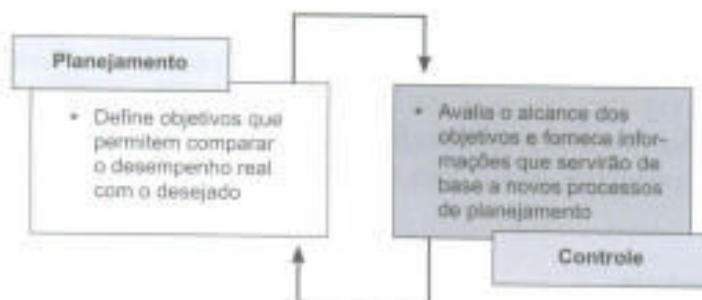 Planejamento
• Define objetivos que
permitem comparar
o desempenho real
com o desejado
• Avalia o alcance dos
objetivos e fornece infor-
mações que servirão de
base a novos processos
de planejamento
Controle